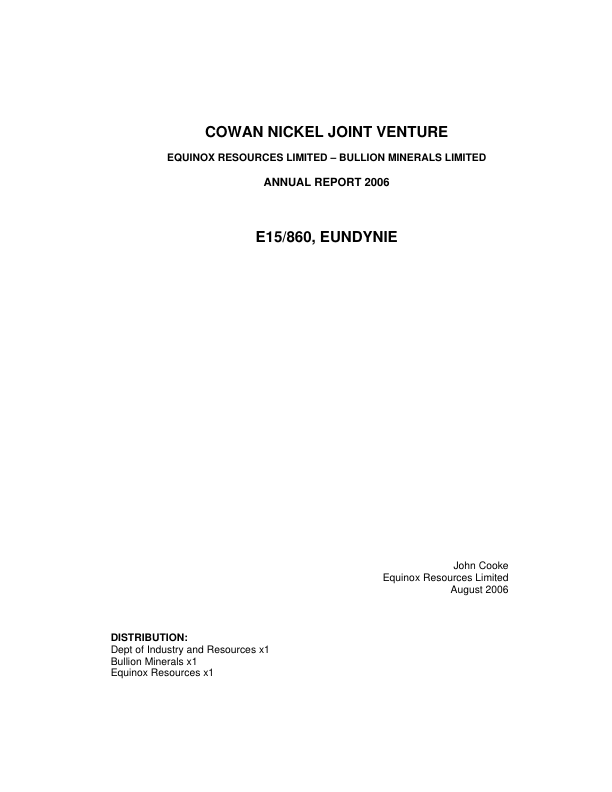 COWAN NICKEL JOINT VENTURE
EQUINOX RESOURCES LIMITED – BULLION MINERALS LIMITED
ANNUAL REPORT 2006
E15/860, EUNDYNIE
John Cooke
Equinox Resources Limited
August 2006
DISTRIBUTION:
Dept of Industry and Resources x1
Bullion Minerals x1
Equinox Resources x1